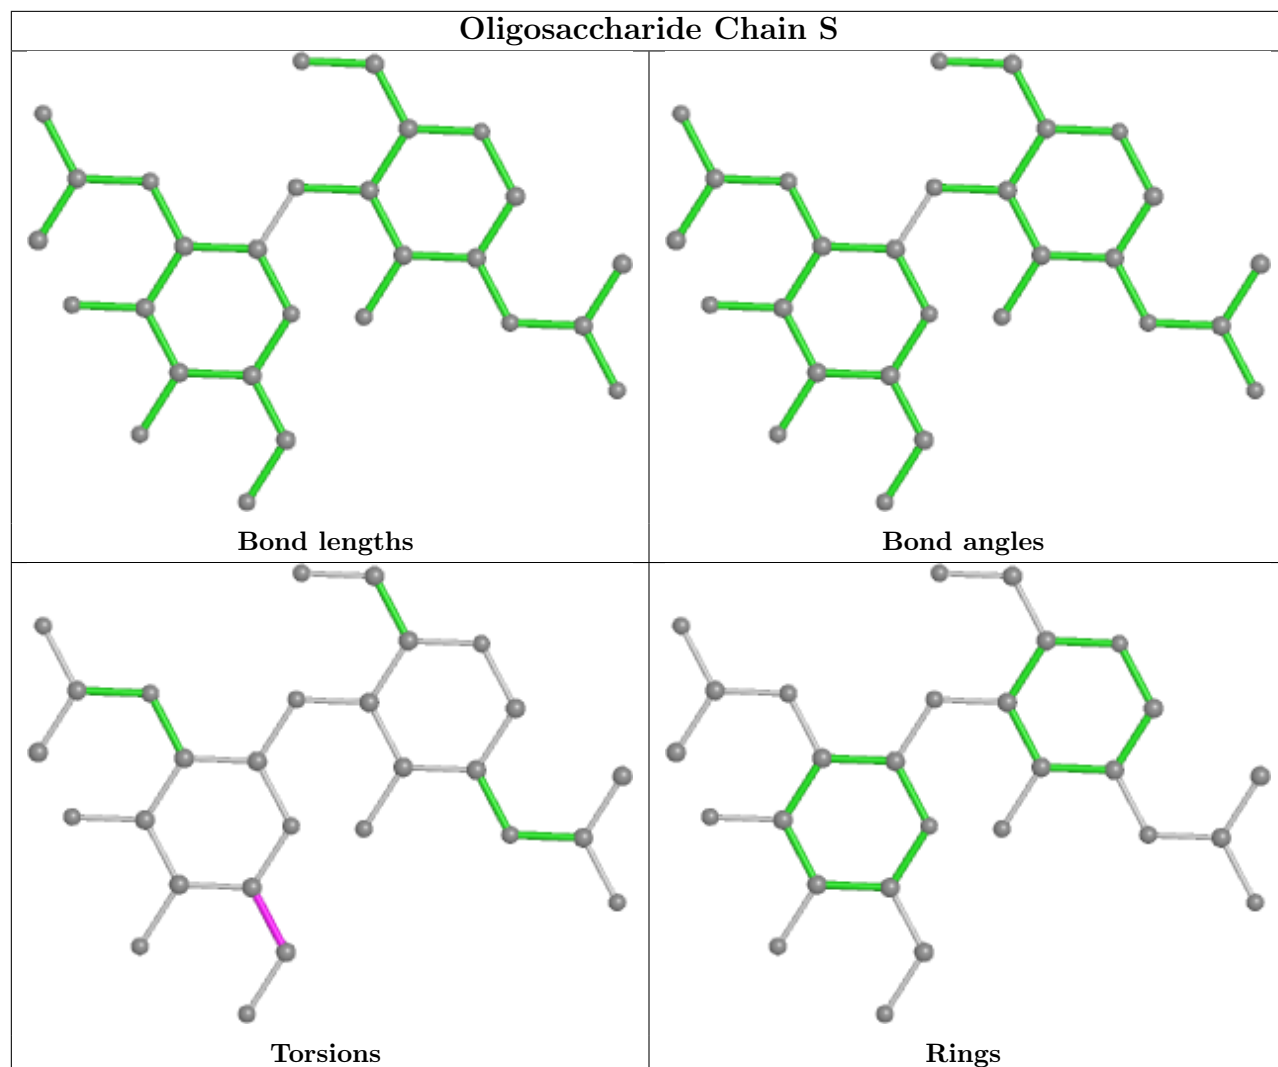 Oligosaccharide Chain S
Bond lengths
Bond angles
Torsions
Rings